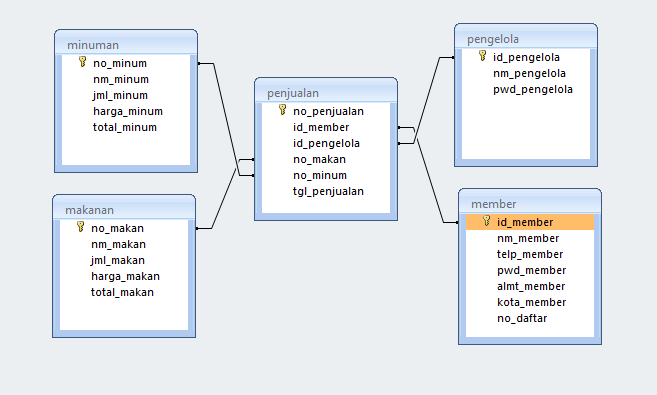 minuman
no_minum
nm_minum
jml_minum
harga_minum
total_minum
makanan
no_makan
nm_makan
jml_makan
harga_makan
total_makan
penjualan
no_penjualan
id_member
id_pengelola
no_makan
no_minum
tgl_penjualan
pengelola
id_pengelola
nm_pengelola
pwd_pengelola
member
id_member
nm_member
telp_member
pwd_member
almt_member
kota_member
no_daftar